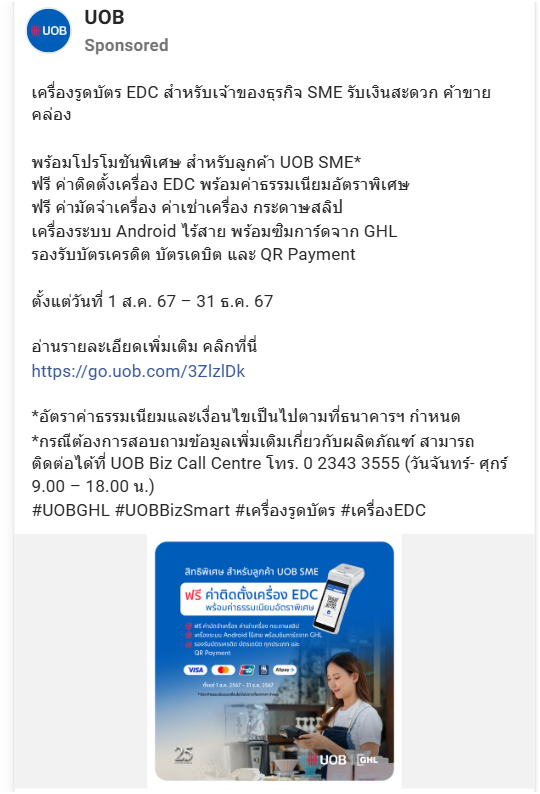 UOB
UOB
Sponsored
เครื่องรูดบัตร EDC สำหรับเจ้าของธุรกิจ SME รับเงินสะดวก ค้าขาย
คล่อง
พร้อมโปรโมชันพิเศษ สำหรับลูกค้า UOB SME*
ฟรี ค่าติดตั้งเครื่อง EDC พร้อมค่าธรรมเนียมอัตราพิเศษ
ฟรี ค่ามัดจำเครื่อง ค่าเช่าเครื่อง กระดาษสลิป
เครื่องระบบ Android ไร้สาย พร้อมซิมการ์ดจาก GHL
รองรับบัตรเครดิต บัตรเดบิต และ QR Payment
ตั้งแต่วันที่ 1 ส.ค. 67 – 31 ธ.ค. 67
อ่านรายละเอียดเพิ่มเติม คลิกที่นี่
https://go.uob.com/3ZlzlDk
*อัตราค่าธรรมเนียมและเงื่อนไขเป็นไปตามที่ธนาคารฯ กำหนด
*กรณีต้องการสอบถามข้อมูลเพิ่มเติมเกี่ยวกับผลิตภัณฑ์ สามารถ
ติดต่อได้ที่ UOB Biz Call Centre โทร. 0 2343 3555 (วันจันทร์- ศุกร์
9.00 – 18.00 น.)
#UOBGHL #UOBBizSmart #เครื่องรูดบัตร #เครื่องEDC
สิทธิพิเศษ สำหรับลูกค้า UOB SME
ฟรี ค่าติดตั้งเครื่อง EDC
พร้อมค่าธรรมเนียมอัตราพิเศษ
ฟรี ค่ามัดจำเครื่อง ค่าเช่าเครื่อง กระดาษสลิป
เครื่องระบบ Android ไร้สาย พร้อมซิมการ์ดจาก GHL
รองรับบัตรเครดิต บัตรเดบิต ทุกประเภท และ
QR Payment
VISA
Alipay
ตั้งแต่ 1 ส.ค. 2567 - 31 ธ.ค. 2567
25
UOB
GHL